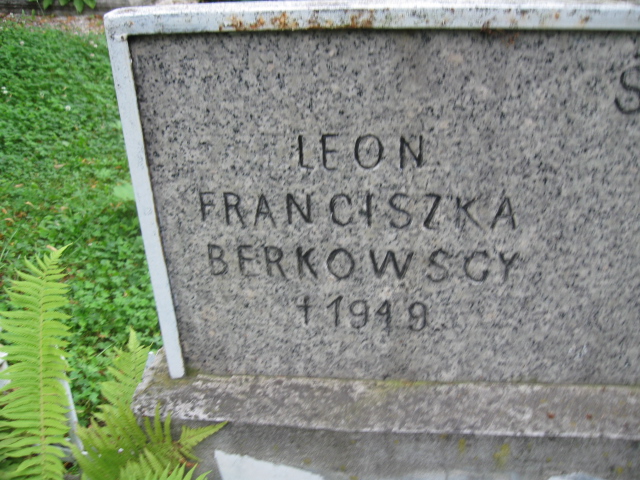 LEON
FRANCISZKA
BERKOWSCY
† 1949